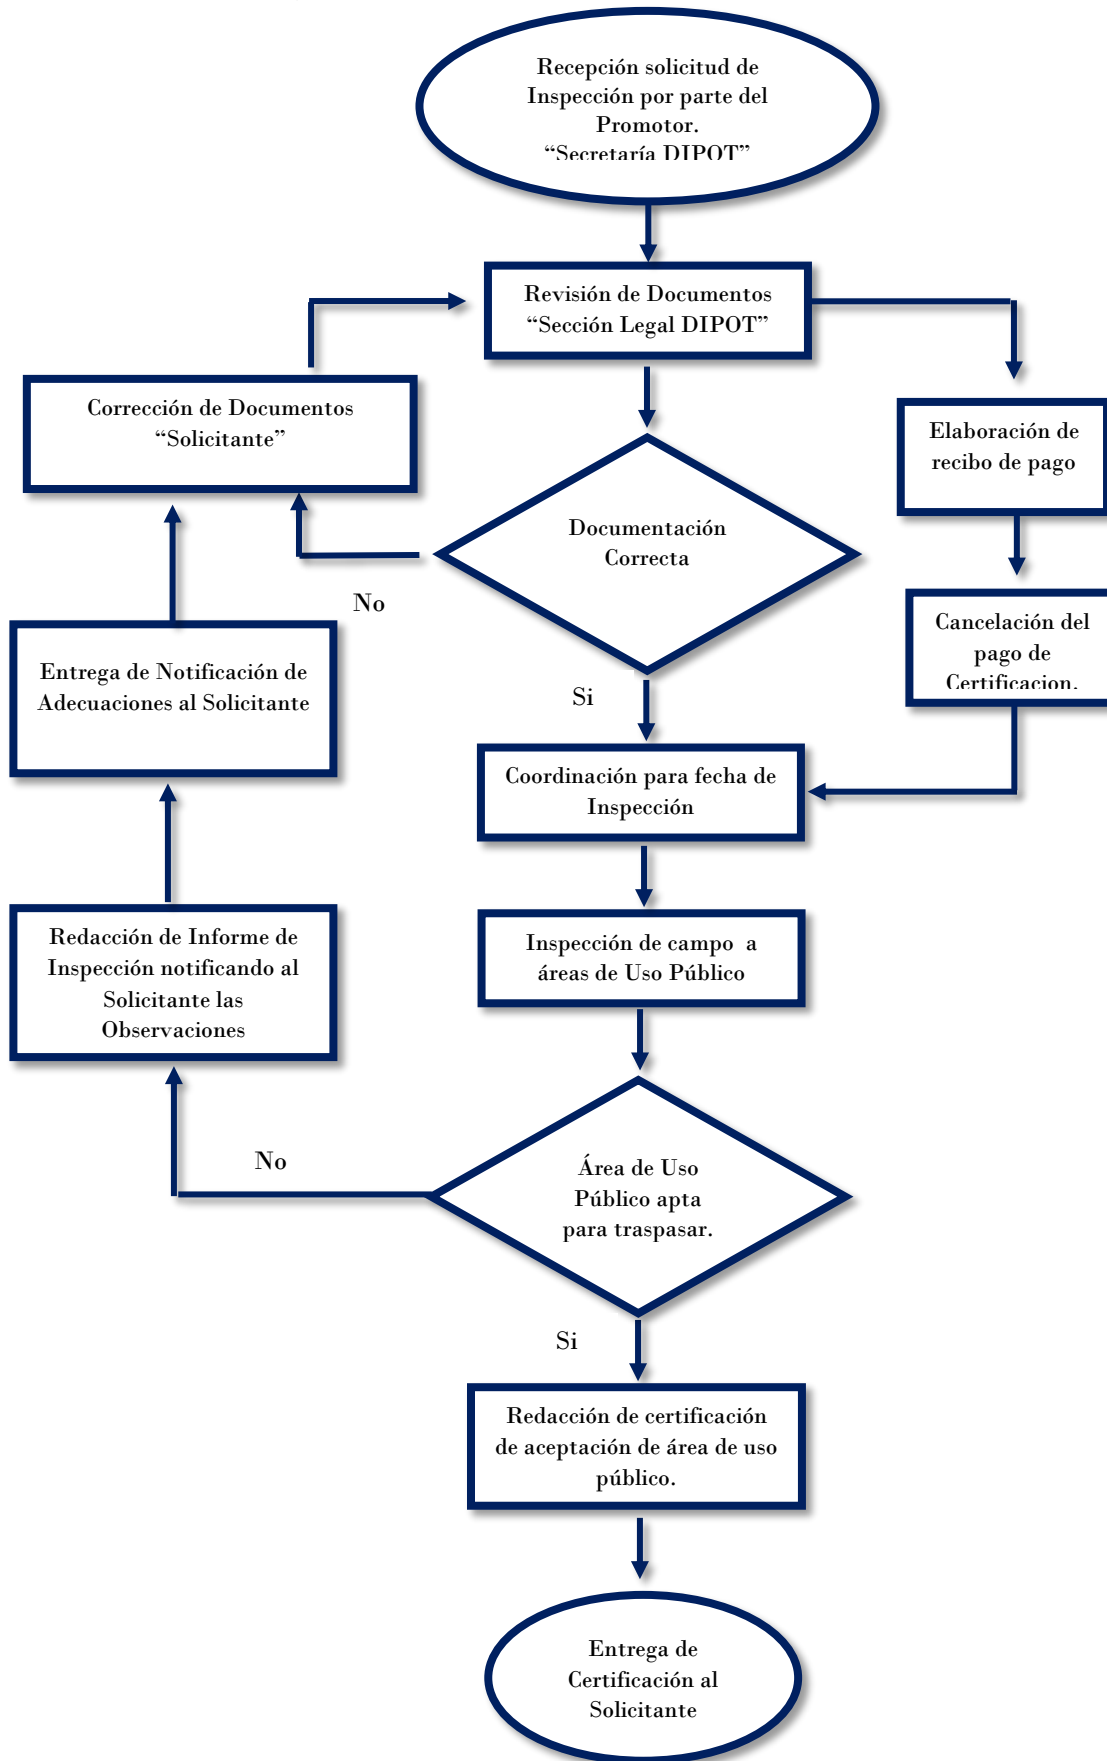 Recepción solicitud de
Inspección por parte del
Promotor.
“Secretaría DIPOT”
Revisión de Documentos
“Sección Legal DIPOT”
Corrección de Documentos
“Solicitante”
Elaboración de
recibo de pago
Documentación
Correcta
No
Cancelación del
pago de
Certificacion.
Entrega de Notificación de
Adecuaciones al Solicitante
Si
Coordinación para fecha de
Inspección
Redacción de Informe de
Inspección notificando al
Solicitante las
Observaciones
Inspección de campo a
áreas de Uso Público
No
Área de Uso
Público apta
para traspasar.
Si
Redacción de certificación
de aceptación de área de uso
público.
Entrega de
Certificación al
Solicitante